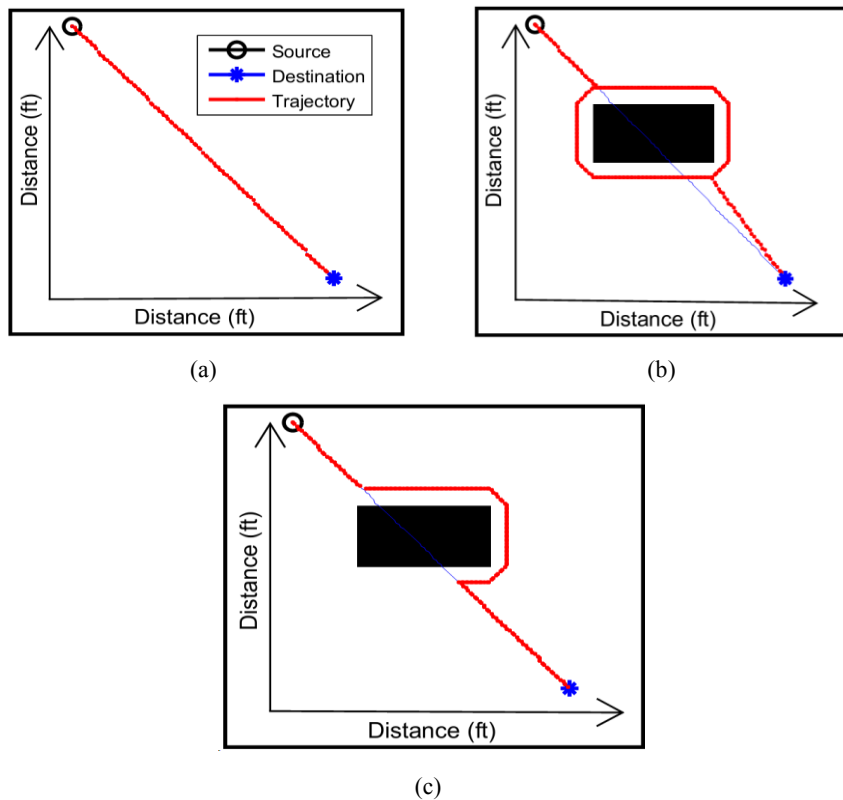 Source
Destination
Trajectory
Distance (ft)
Distance (ft)
(a)
Distance (ft)
Distance (ft)
(b)
Distance (ft)
Distance (ft)
(c)